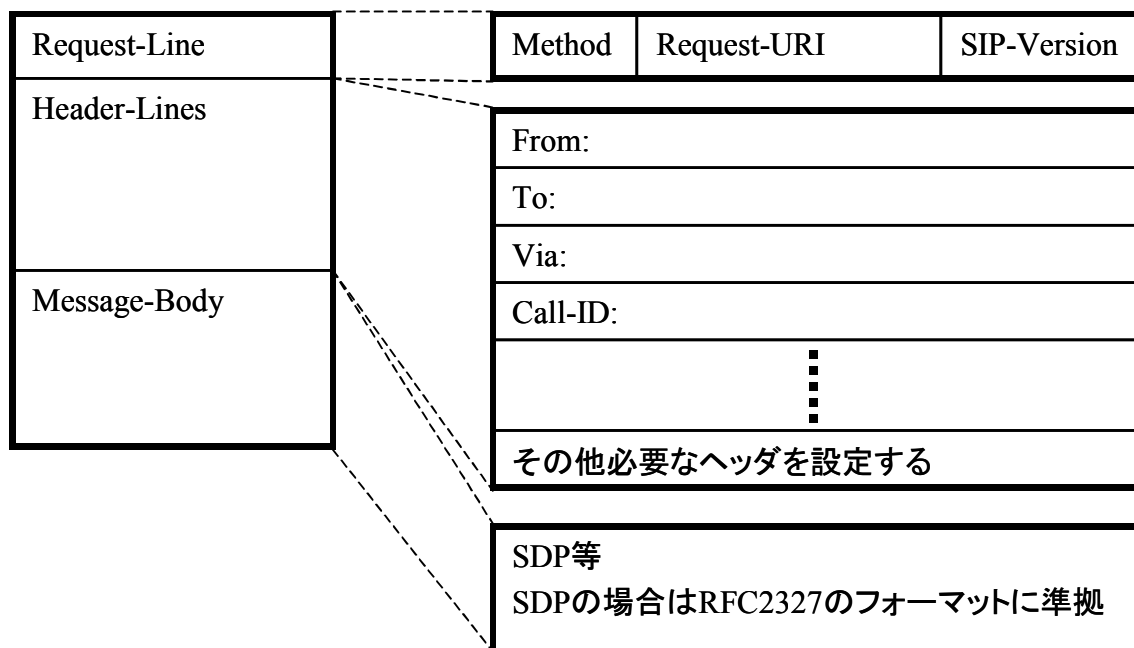 Request-Line
Header-Lines
Message-Body
Method Request-URI SIP-Version
From:
To:
Via:
Call-ID:
その他必要なヘッダを設定する
SDP等
SDPの場合はRFC2327のフォーマットに準拠